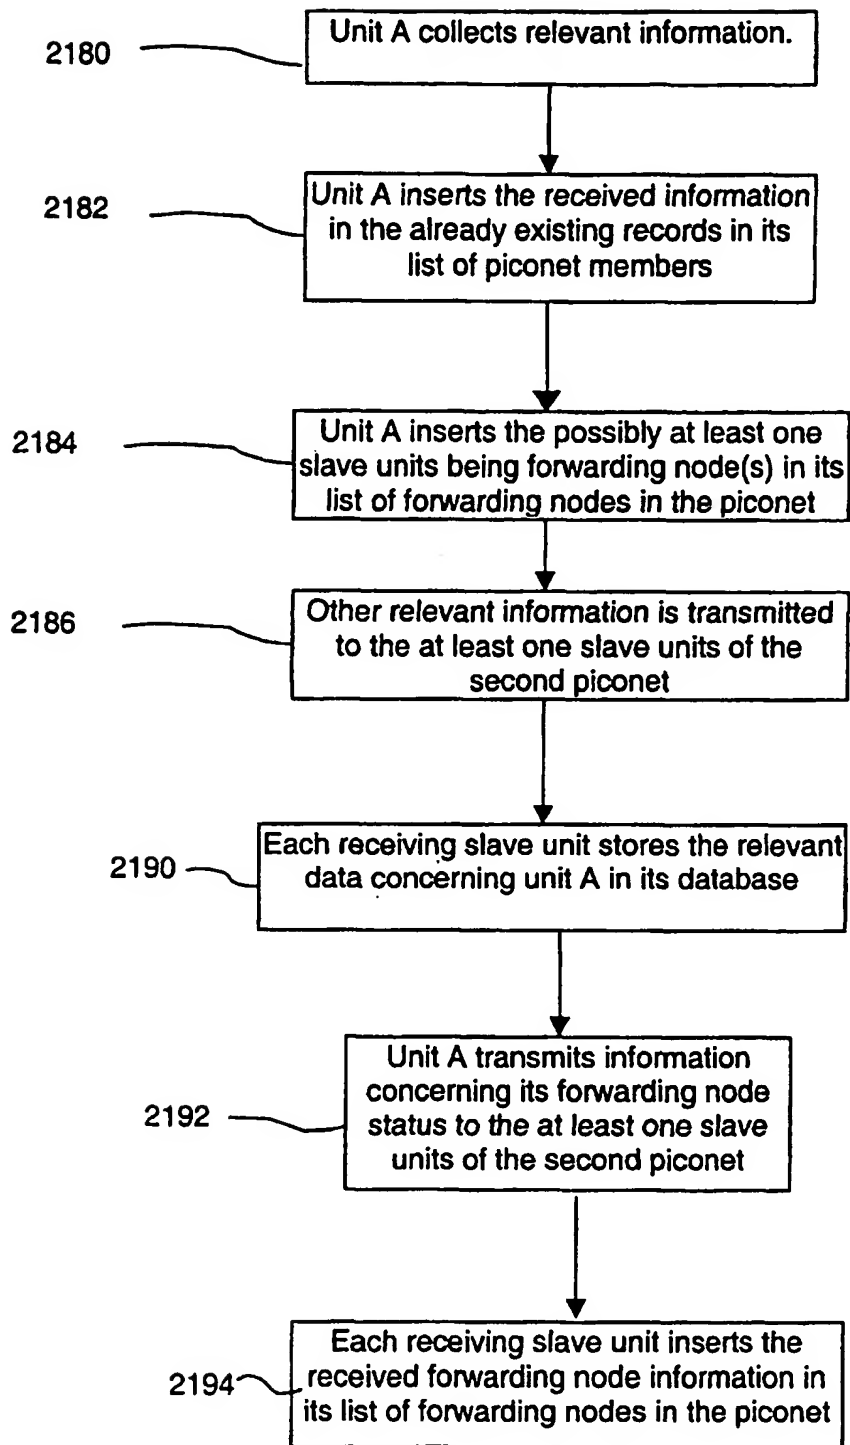 2180
Unit A collects relevant information.
2182
Unit A inserts the received information
in the already existing records in its
list of piconet members
2184
Unit A inserts the possibly at least one
slave units being forwarding node(s) in its
list of forwarding nodes in the piconet
2186
Other relevant information is transmitted
to the at least one slave units of the
second piconet
2190
Each receiving slave unit stores the relevant
data concerning unit A in its database
2192
Unit A transmits information
concerning its forwarding node
status to the at least one slave
units of the second piconet
2194
Each receiving slave unit inserts the
received forwarding node information in
its list of forwarding nodes in the piconet